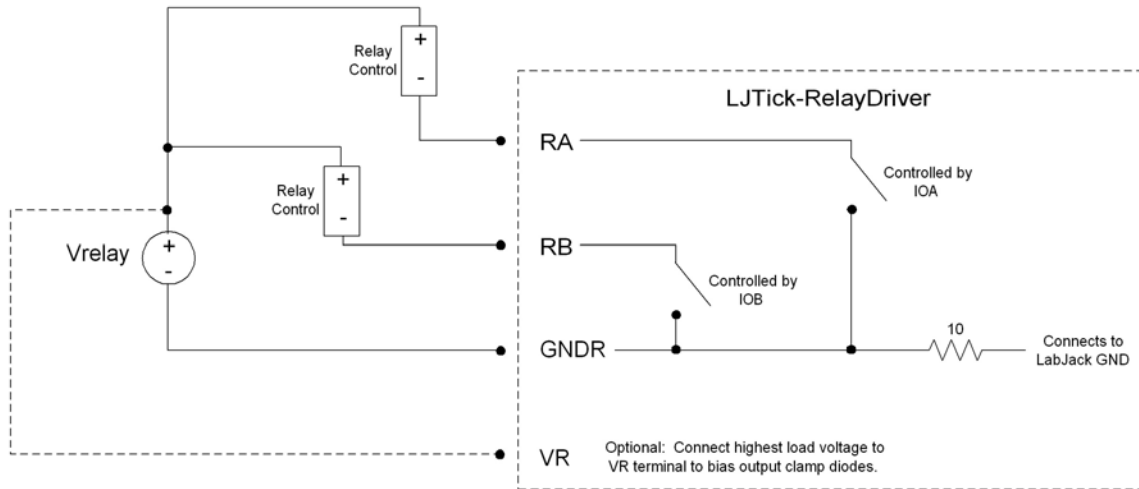 Relay
Control
+
-
LJTick-RelayDriver
RA
Controlled by
IOA
Relay
Control
+
-
Vrelay
+
-
RB
Controlled by
IOB
GNDR
10
Connects to
LabJack GND
VR
Optional: Connect highest load voltage to
VR terminal to bias output clamp diodes.